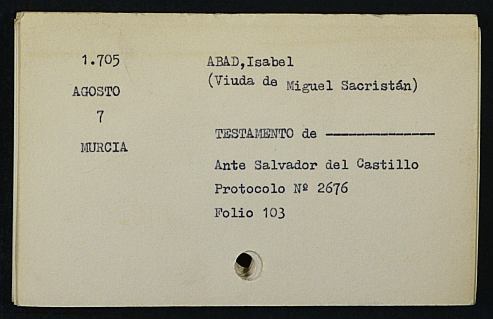 1.705
AGOSTO
7
MURCIA
ABAD,Isabel
(Viuda de Miguel Sacristán)
TESTAMENTO de --------------
Ante Salvador del Castillo
Protocolo Nº 2676
Folio 103